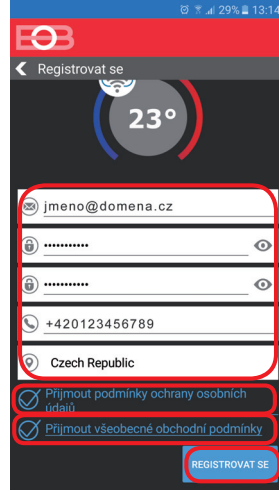 29% 13:14
EOB
Registrovat se
23°
jmeno@domena.cz
•••••••••••
•••••••••••
+420123456789
Czech Republic
Přijmout podmínky ochrany osobních
údajů
Přijmout všeobecné obchodní podmínky
REGISTROVAT SE